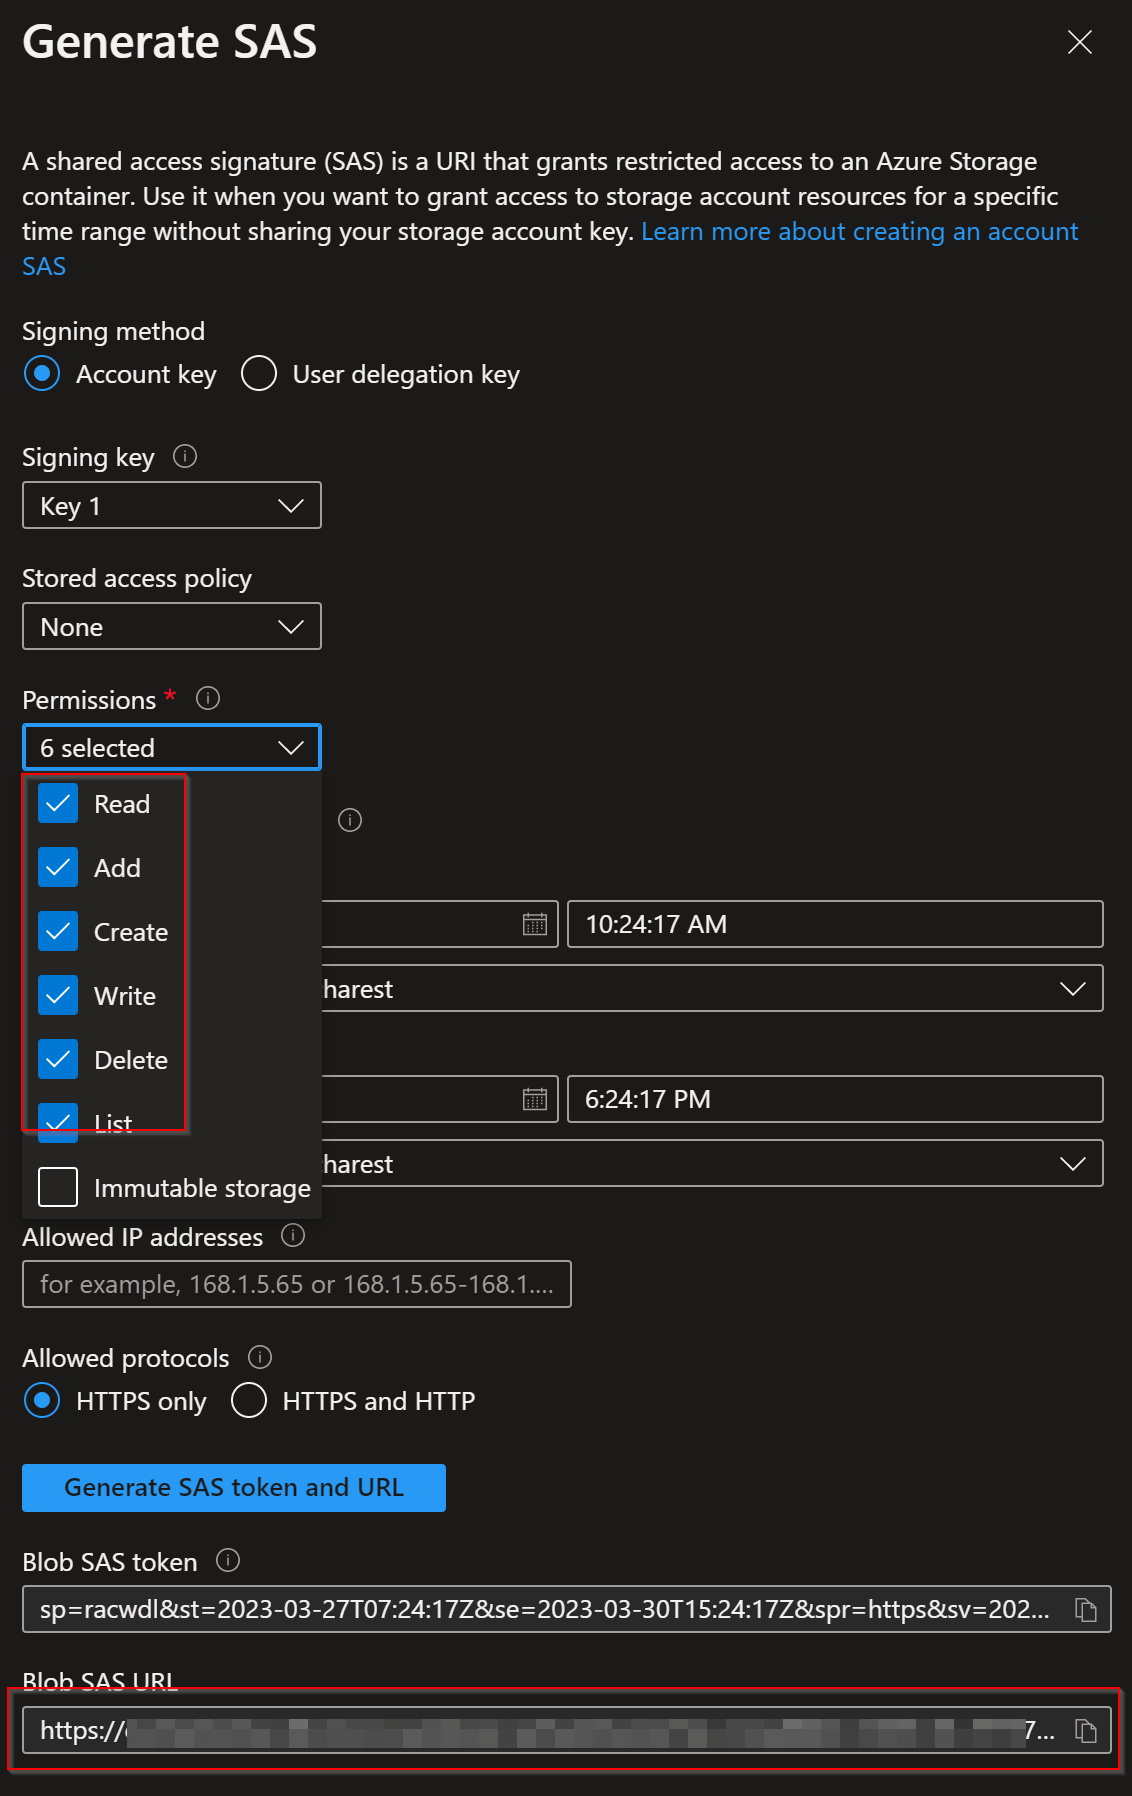 Generate SAS
A shared access signature (SAS) is a URI that grants restricted access to an Azure Storage
container. Use it when you want to grant access to storage account resources for a specific
time range without sharing your storage account key. Learn more about creating an account
SAS
Signing method
Account key User delegation key
Signing key
Key 1
Stored access policy
None
Permissions *
6 selected
Read
Add
Create
10:24:17 AM
harest
Write
Delete
6:24:17 PM
List
harest
Immutable storage
Allowed IP addresses
for example, 168.1.5.65 or 168.1.5.65-168.1....
Allowed protocols
HTTPS only HTTPS and HTTP
Generate SAS token and URL
Blob SAS token
sp=racwdl&st=2023-03-27T07:24:17Z&se=2023-03-30T15:24:17Z&spr=https&sv=202...
Blob SAS URL
https:// 7...